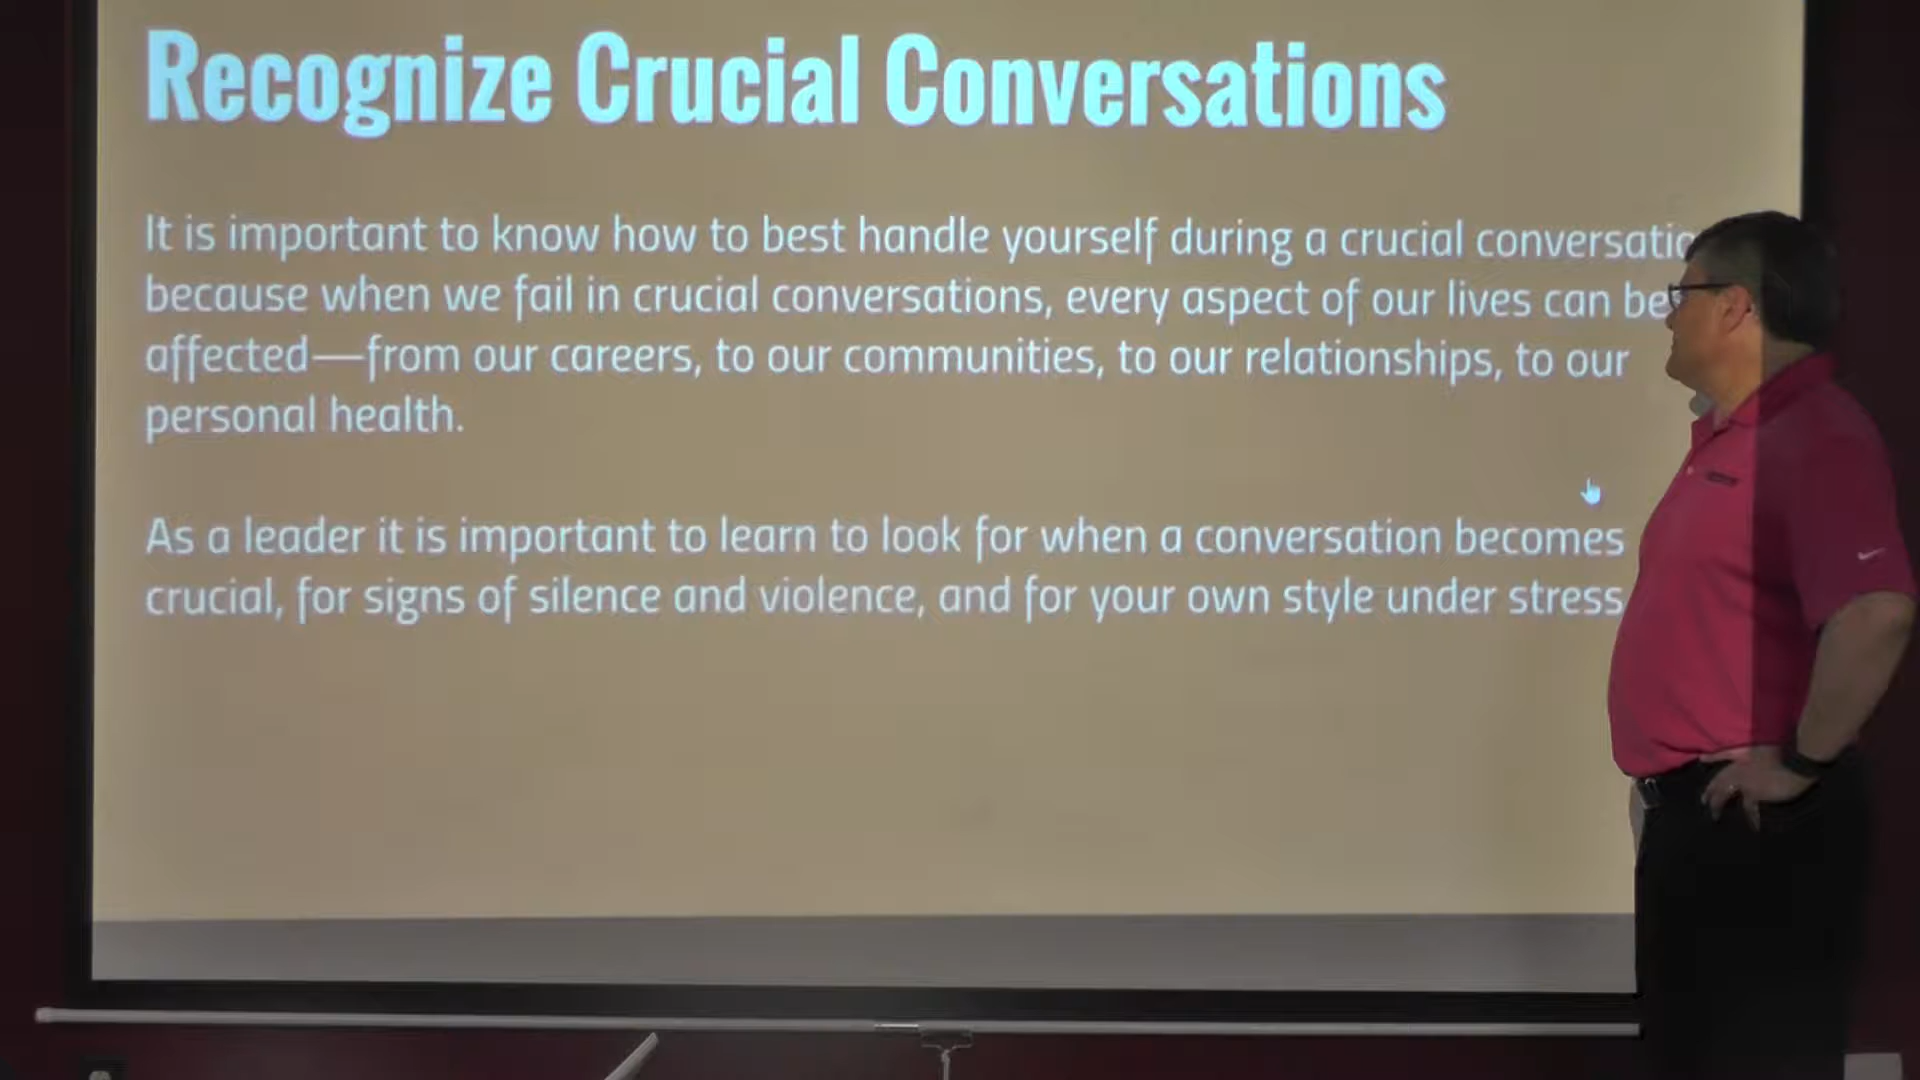 Recognize Crucial Conversations
It is important to know how to best handle yourself during a crucial conversatio
because when we fail in crucial conversations, every aspect of our lives can be
affected—from our careers, to our communities, to our relationships, to our
personal health.
As a leader it is important to learn to look for when a conversation becomes
crucial, for signs of silence and violence, and for your own style under stress